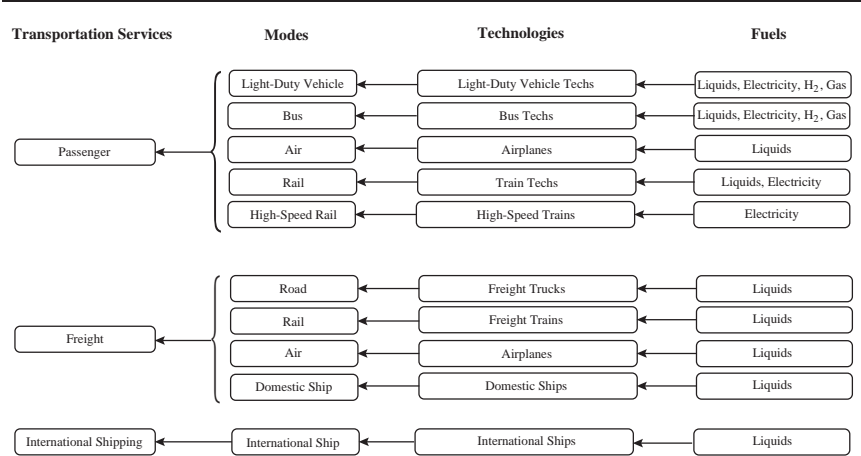 Transportation Services Modes Technologies Fuels
Light-Duty Vehicle Light-Duty Vehicle Techs Liquids, Electricity, H₂, Gas
Bus Bus Techs Liquids, Electricity, H₂, Gas
Passenger Air Airplanes Liquids
Rail Train Techs Liquids, Electricity
High-Speed Rail High-Speed Trains Electricity
Road Freight Trucks Liquids
Rail Freight Trains Liquids
Freight Air Airplanes Liquids
Domestic Ship Domestic Ships Liquids
International Shipping International Ship International Ships Liquids